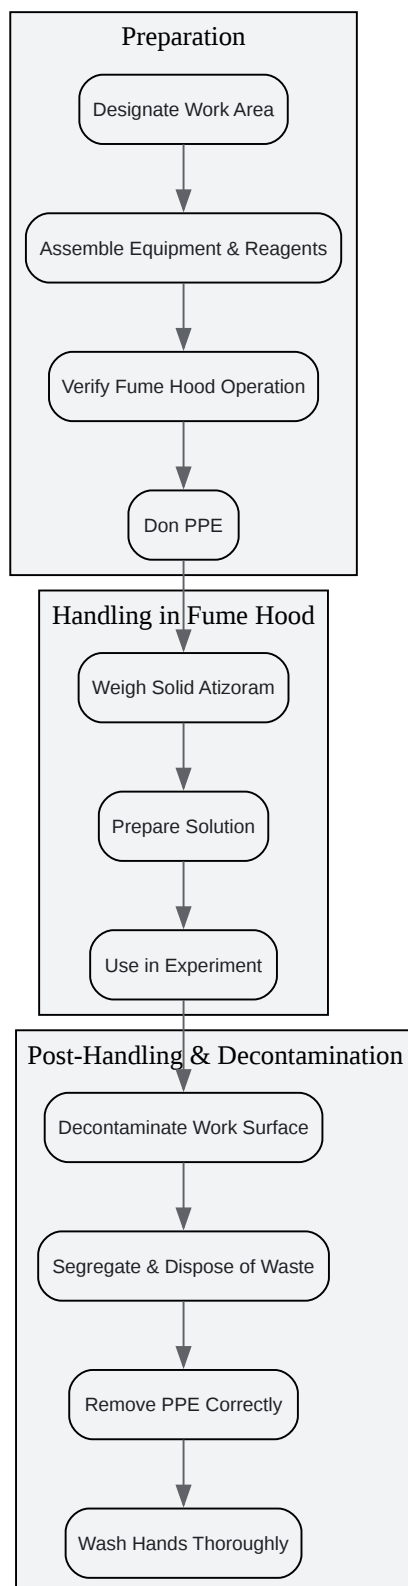 Preparation
Designate Work Area
Assemble Equipment & Reagents
Verify Fume Hood Operation
Don PPE
Handling in Fume Hood
Weigh Solid Atizoram
Prepare Solution
Use in Experiment
Post-Handling & Decontamination
Decontaminate Work Surface
Segregate & Dispose of Waste
Remove PPE Correctly
Wash Hands Thoroughly